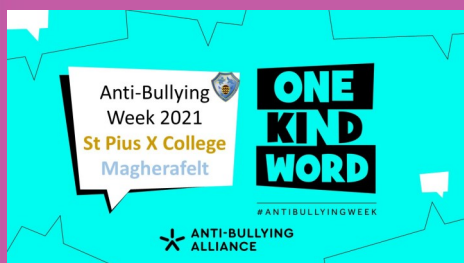 Anti-Bullying
Week 2021
St Pius X College
Magherafelt
ONE
KIND
WORD
#ANTIBULLYINGWEEK
ANTI-BULLYING
ALLIANCE